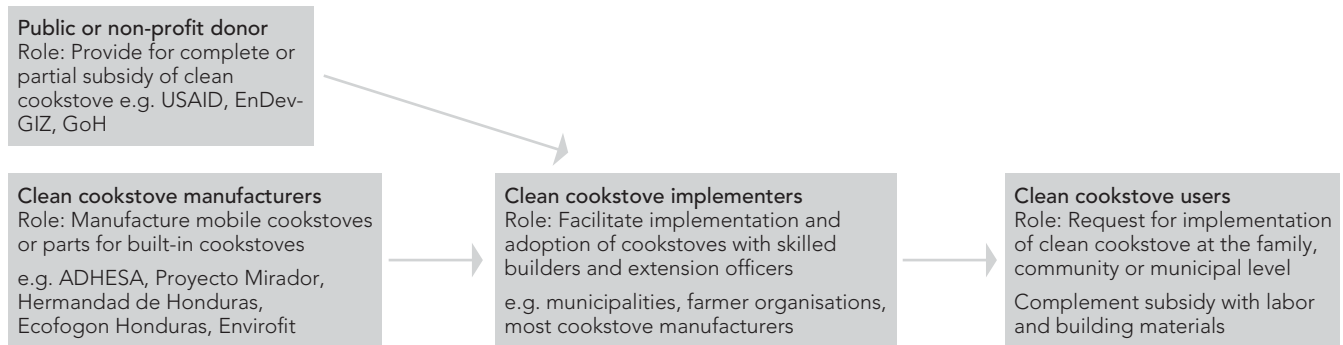 Public or non-profit donor
Role: Provide for complete or
partial subsidy of clean
cookstove e.g. USAID, EnDev-
GIZ, GoH
Clean cookstove manufacturers
Role: Manufacture mobile cookstoves
or parts for built-in cookstoves
e.g. ADHESA, Proyecto Mirador,
Hermandad de Honduras,
Ecofogon Honduras, Envirofit
Clean cookstove implementers
Role: Facilitate implementation and
adoption of cookstoves with skilled
builders and extension officers
e.g. municipalities, farmer organisations,
most cookstove manufacturers
Clean cookstove users
Role: Request for implementation
of clean cookstove at the family,
community or municipal level
Complement subsidy with labor
and building materials